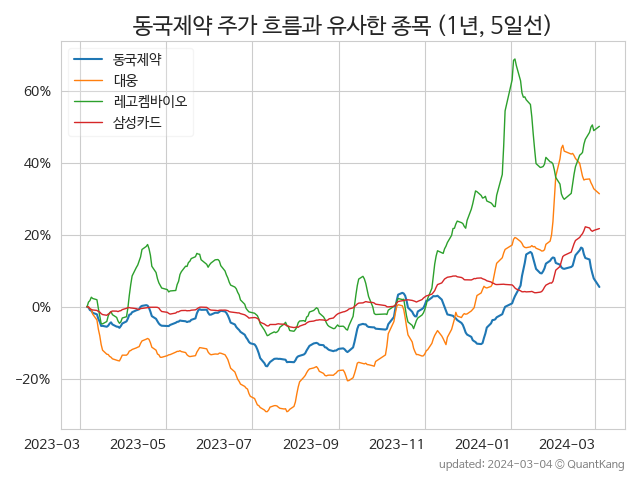 동국제약 주가 흐름과 유사한 종목 (1년, 5일선)
동국제약
대웅
레고켐바이오
삼성카드
60%
40%
20%
0%
−20%
2023-03 2023-05 2023-07 2023-09 2023-11 2024-01 2024-03
updated: 2024-03-04 © QuantKang